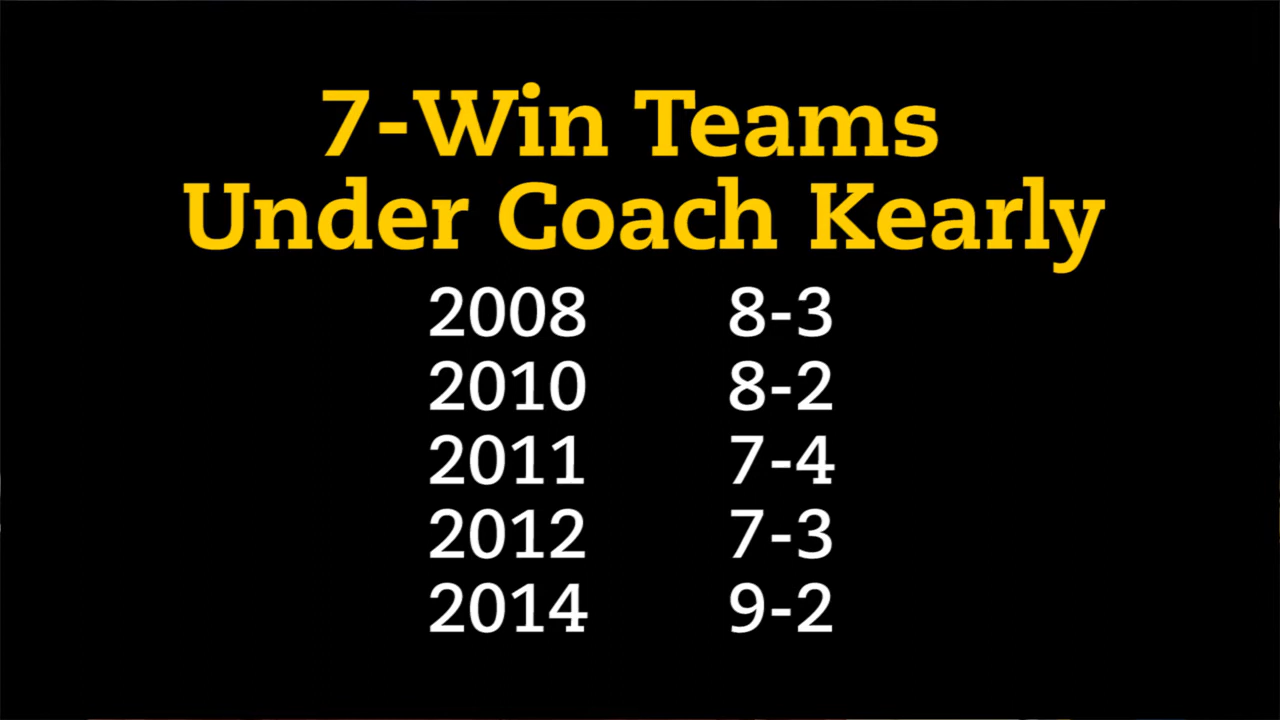 7-Win Teams
Under Coach Kearly
2008 8-3
2010 8-2
2011 7-4
2012 7-3
2014 9-2